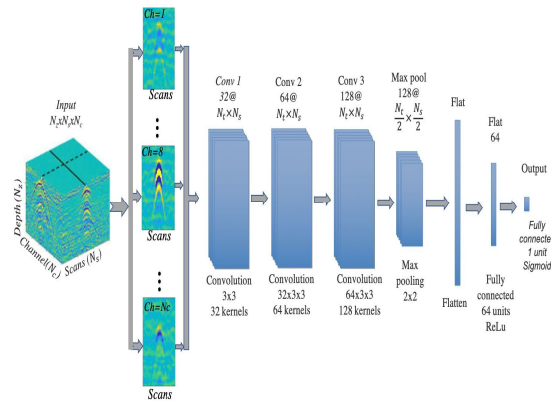 Input
NzxNsxNc
Depth (Nz)
Channel(Nc)
Scans (Ns)
Ch=1
Scans
Ch=8
Scans
Ch=Nc
Scans
Conv 1
32@
Nt×Ns
Convolution
3x3
32 kernels
Conv 2
64@
Nt×Ns
Convolution
32x3x3
64 kernels
Conv 3
128@
Nt×Ns
Convolution
64x3x3
128 kernels
Max pool
128@
Nt/2 × Ns/2
Max
pooling
2x2
Flat
Flatten
Flat
64
Fully
connected
64 units
ReLu
Output
Fully
connecte
1 unit
Sigmoid